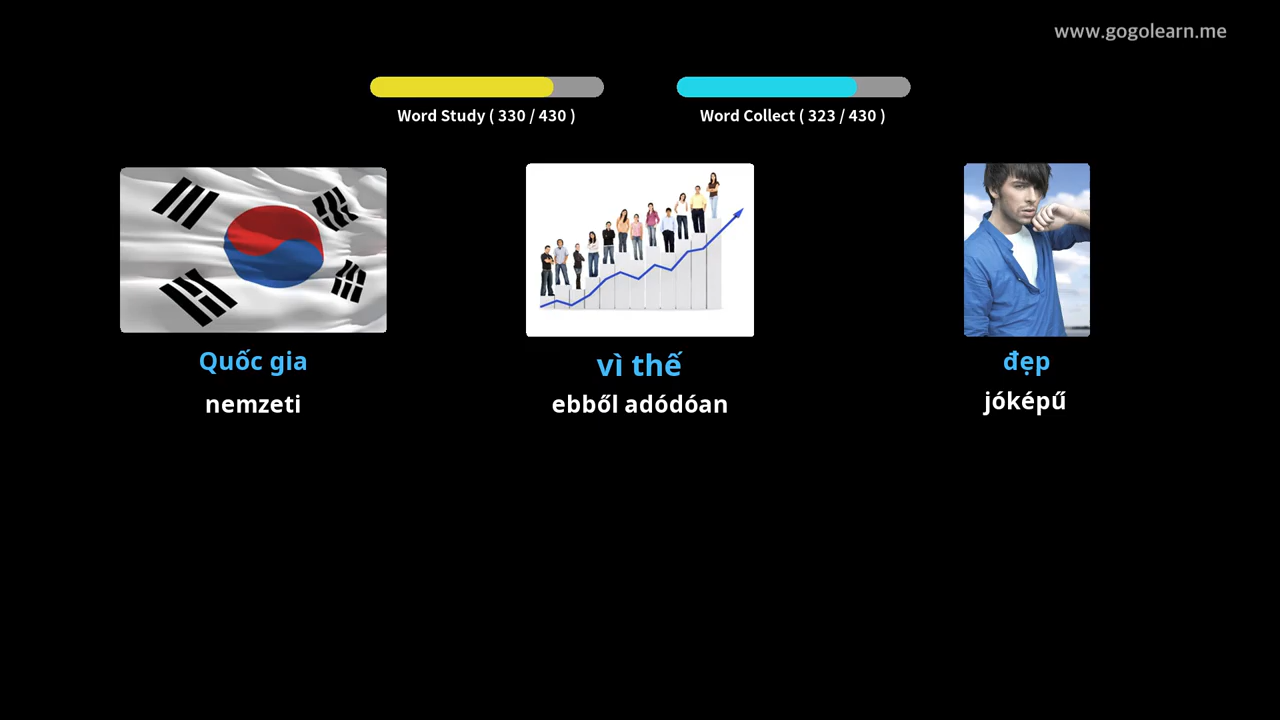 www.gogolearn.me
Word Study ( 330 / 430 )
Word Collect ( 323 / 430 )
Quốc gia
nemzeti
vì thế
ebből adódóan
đẹp
jóképű